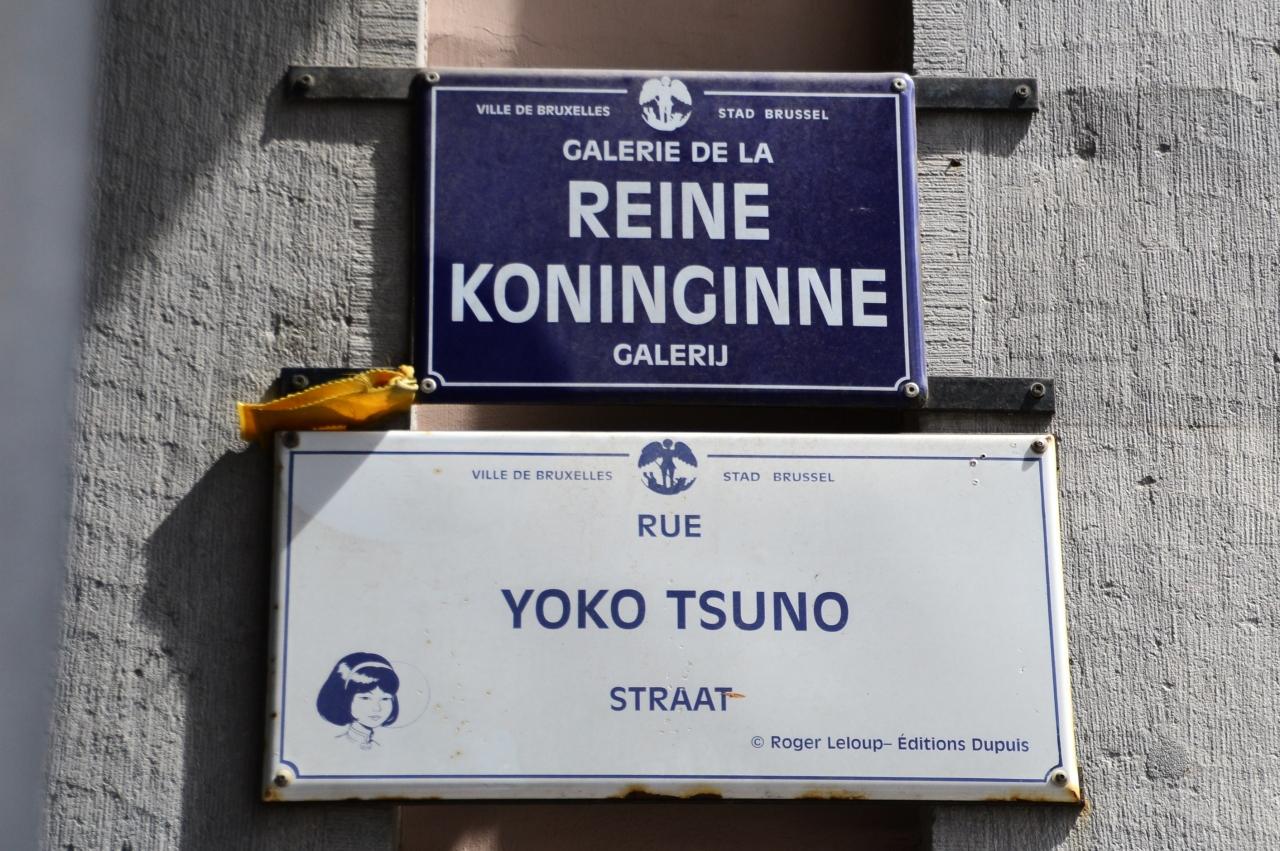 VILLE DE BRUXELLES STAD BRUSSEL
GALERIE DE LA
REINE
KONINGINNE
GALERIJ
VILLE DE BRUXELLES STAD BRUSSEL
RUE
YOKO TSUNO
STRAAT
© Roger Leloup– Éditions Dupuis